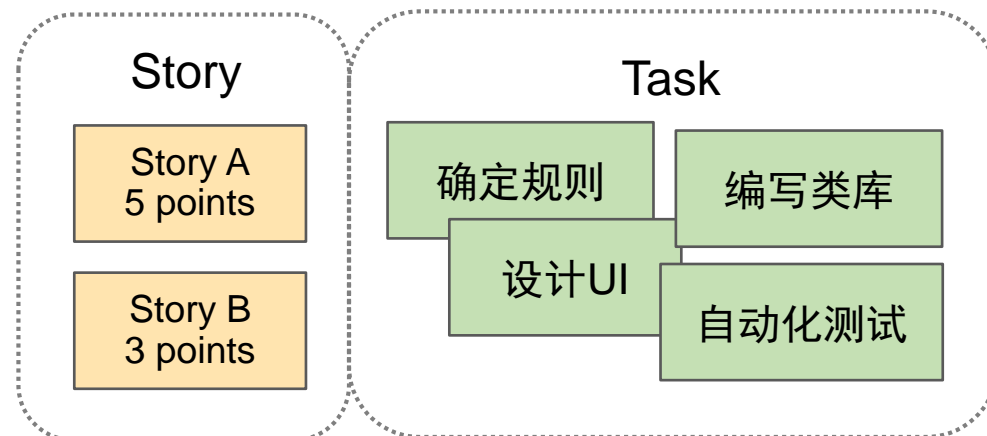 Story
Story A
5 points
Story B
3 points
Task
确定规则
编写类库
设计UI
自动化测试